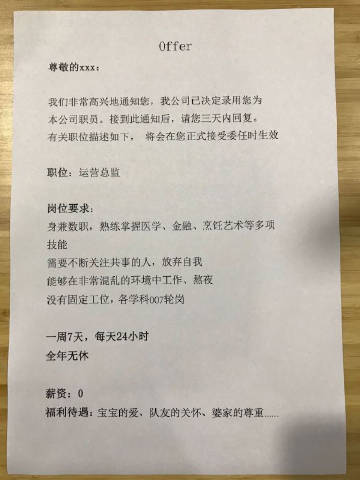 Offer
尊敬的xxx：
我们非常高兴地通知您，我公司已决定录用您为
本公司职员。接到此通知后，请您三天内回复。
有关职位描述如下， 将会在您正式接受委任时生效
职位：运营总监
岗位要求：
身兼数职，熟练掌握医学、金融、烹饪艺术等多项
技能
需要不断关注共事的人，放弃自我
能够在非常混乱的环境中工作、熬夜
没有固定工位，各学科007轮岗
一周7天，每天24小时
全年无休
薪资：0
福利待遇：宝宝的爱、队友的关怀、婆家的尊重……